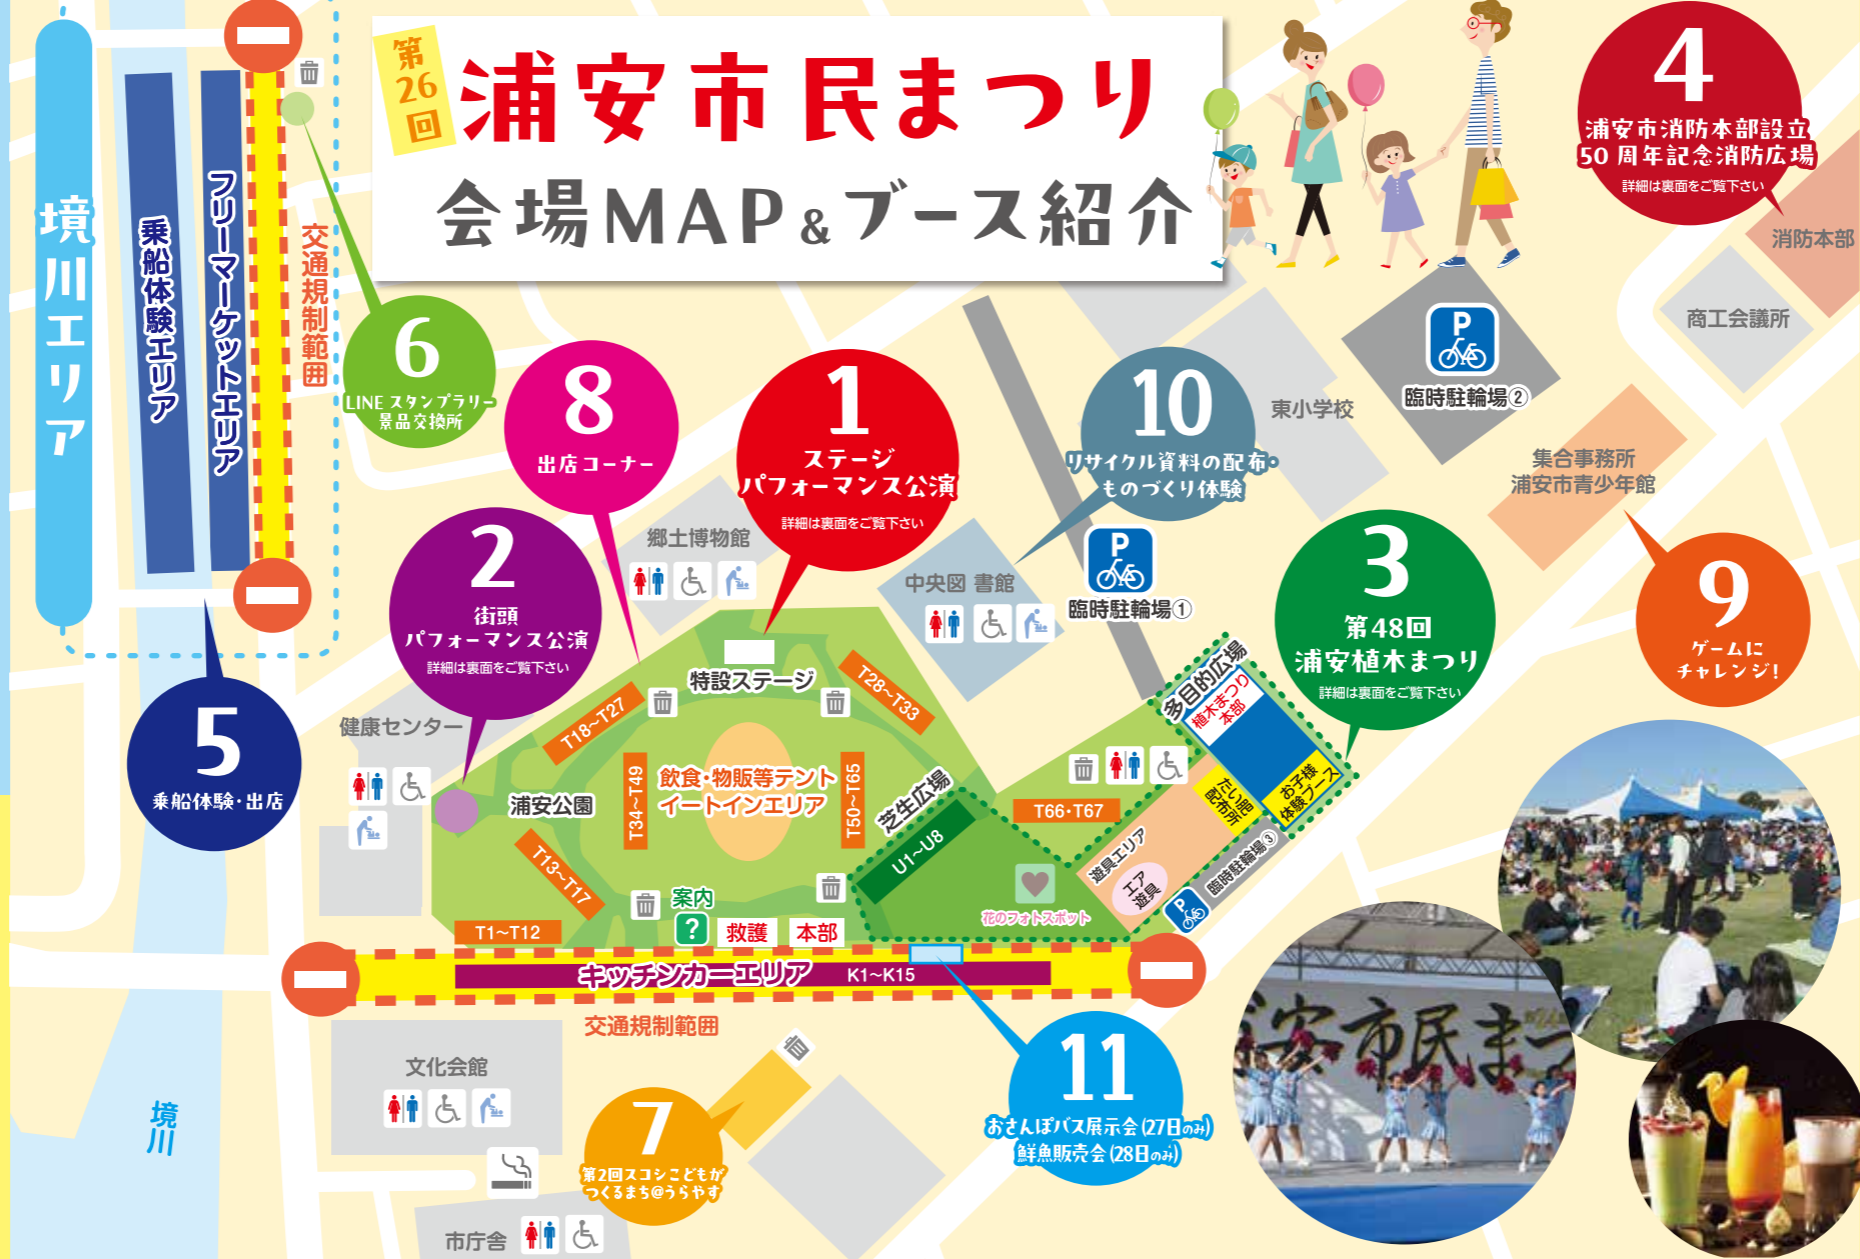 第
26
回
浦安市民まつり
会場MAP&ブース紹介
4
浦安市消防本部設立
50周年記念消防広場
詳細は裏面をご覧下さい
消防本部
商工会議所
境川エリア
乗船体験エリア
フリーマーケットエリア
交通規制範囲
6
LINEスタンプラリー
景品交換所
8
出店コーナー
1
ステージ
パフォーマンス公演
詳細は裏面をご覧下さい
10
リサイクル資料の配布・
ものづくり体験
東小学校
P
臨時駐輪場②
集合事務所
浦安市青少年館
2
街頭
パフォーマンス公演
詳細は裏面をご覧下さい
郷土博物館
中央図 書館
P
臨時駐輪場①
3
第48回
浦安植木まつり
詳細は裏面をご覧下さい
9
ゲームに
チャレンジ!
5
乗船体験・出店
健康センター
浦安公園
特設ステージ
T18~T27
T28~T33
T34~T49
飲食・物販等テント
イートインエリア
T50~T65
T13~T17
T1~T12
芝生広場
U1~U8
T66・T67
多目的広場
植木まつり
本部
たい肥
配布所
お子様
体験ブース
遊具エリア
エア
遊具
P
臨時駐輪場③
花のフォトスポット
案内
?
救護
本部
キッチンカーエリア
K1~K15
交通規制範囲
文化会館
境川
市庁舎
7
第2回スコシこどもが
つくるまち@うらやす
11
おさんぽバス展示会(27日のみ)
鮮魚販売会(28日のみ)
安市民まつ